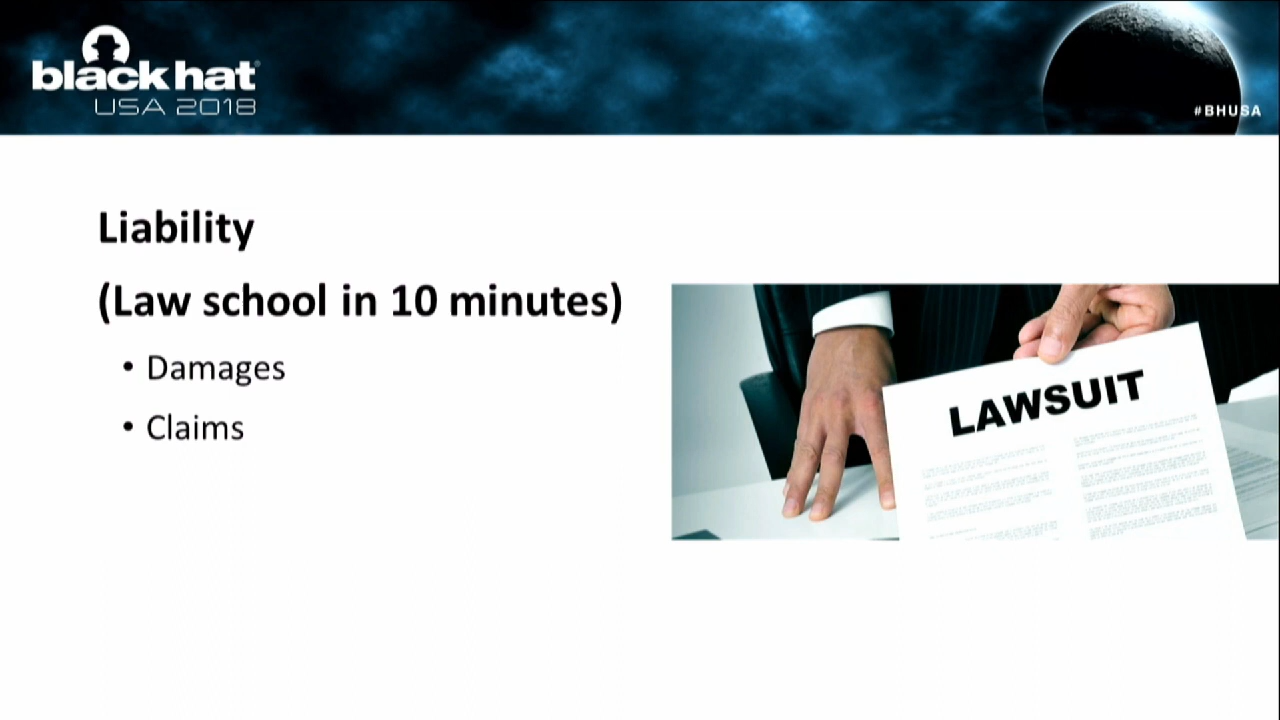 black hat
USA 2018
#BHUSA
Liability
(Law school in 10 minutes)
• Damages
• Claims
LAWSUIT